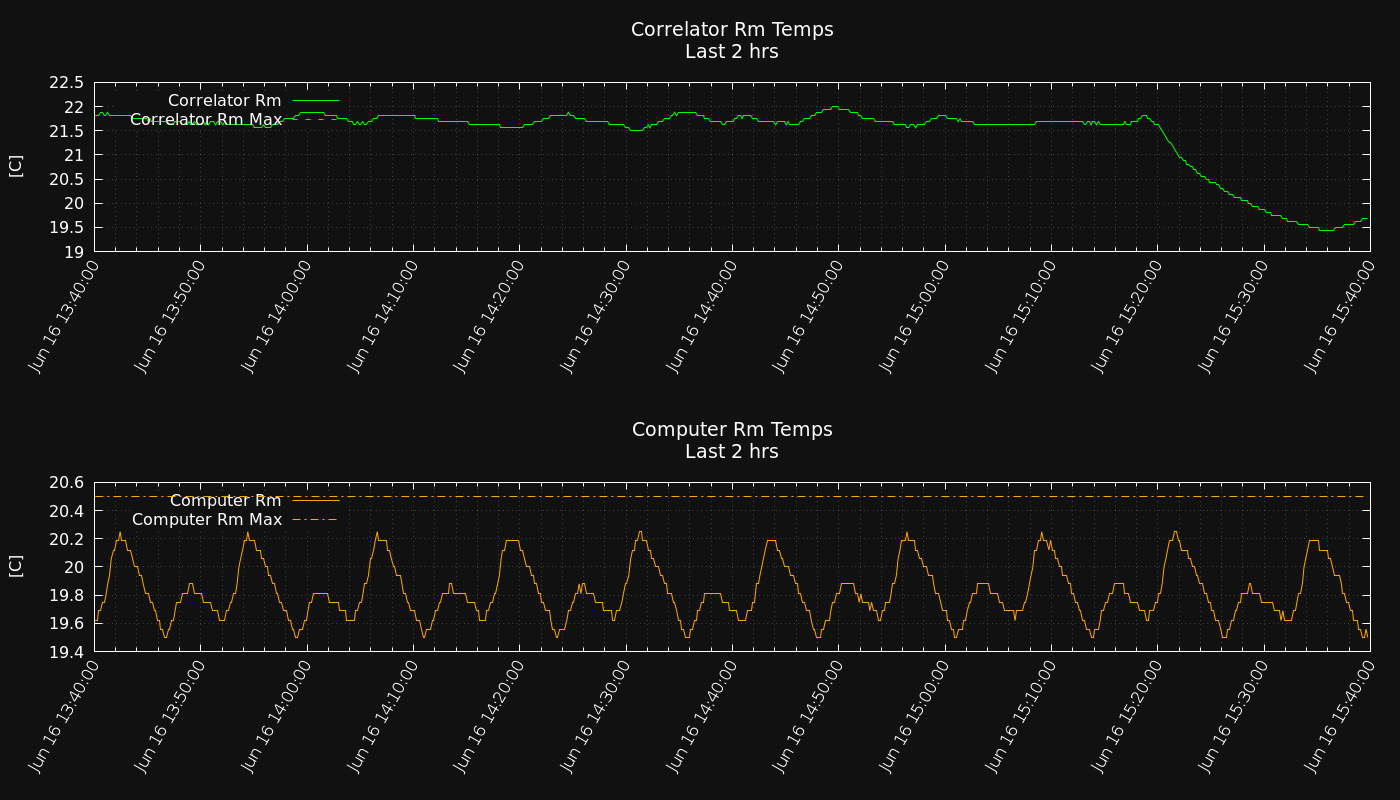 Correlator Rm Temps
Last 2 hrs
22.5
22
21.5
21
20.5
20
19.5
19
[C]
Correlator Rm
Correlator Rm Max
Jun 16 13:40:00
Jun 16 13:50:00
Jun 16 14:00:00
Jun 16 14:10:00
Jun 16 14:20:00
Jun 16 14:30:00
Jun 16 14:40:00
Jun 16 14:50:00
Jun 16 15:00:00
Jun 16 15:10:00
Jun 16 15:20:00
Jun 16 15:30:00
Jun 16 15:40:00
Computer Rm Temps
Last 2 hrs
20.6
20.4
20.2
20
19.8
19.6
19.4
[C]
Computer Rm
Computer Rm Max
Jun 16 13:40:00
Jun 16 13:50:00
Jun 16 14:00:00
Jun 16 14:10:00
Jun 16 14:20:00
Jun 16 14:30:00
Jun 16 14:40:00
Jun 16 14:50:00
Jun 16 15:00:00
Jun 16 15:10:00
Jun 16 15:20:00
Jun 16 15:30:00
Jun 16 15:40:00